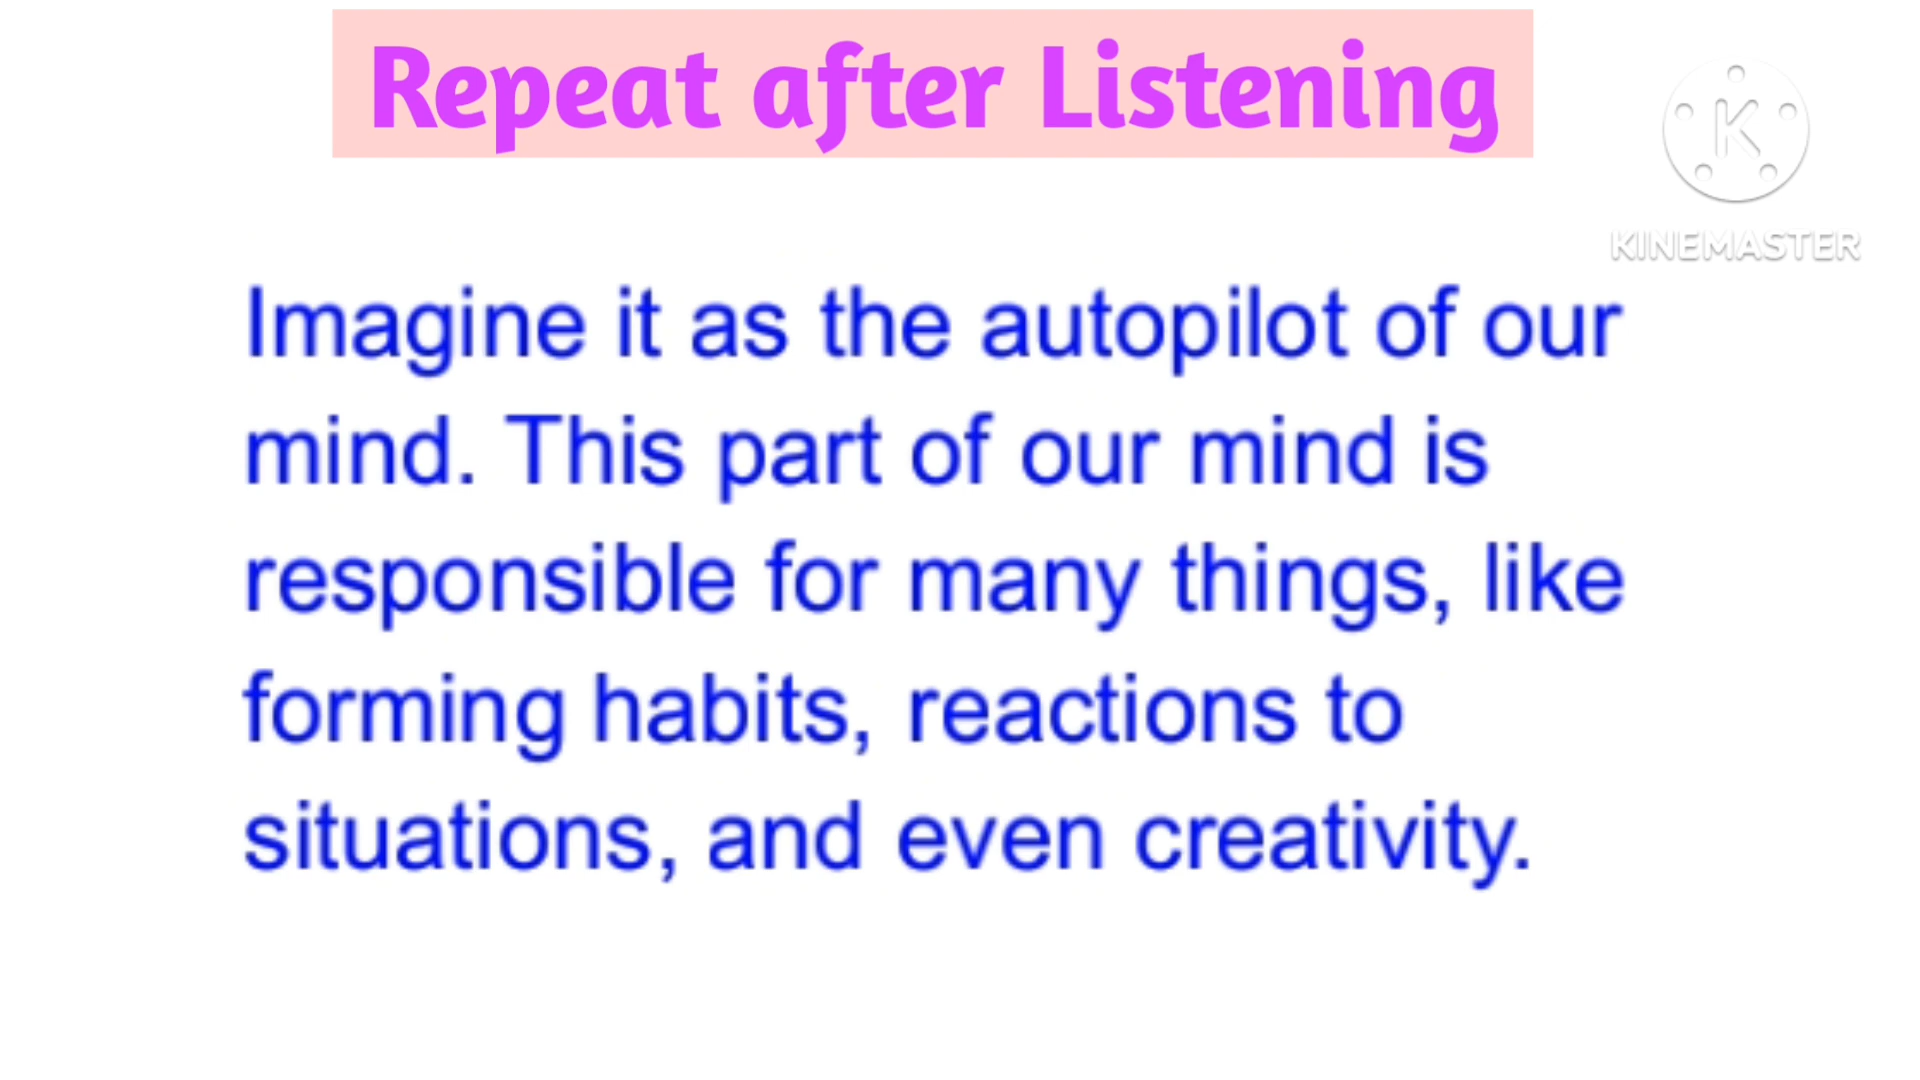 Repeat after Listening
K
KINEMASTER
Imagine it as the autopilot of our
mind. This part of our mind is
responsible for many things, like
forming habits, reactions to
situations, and even creativity.